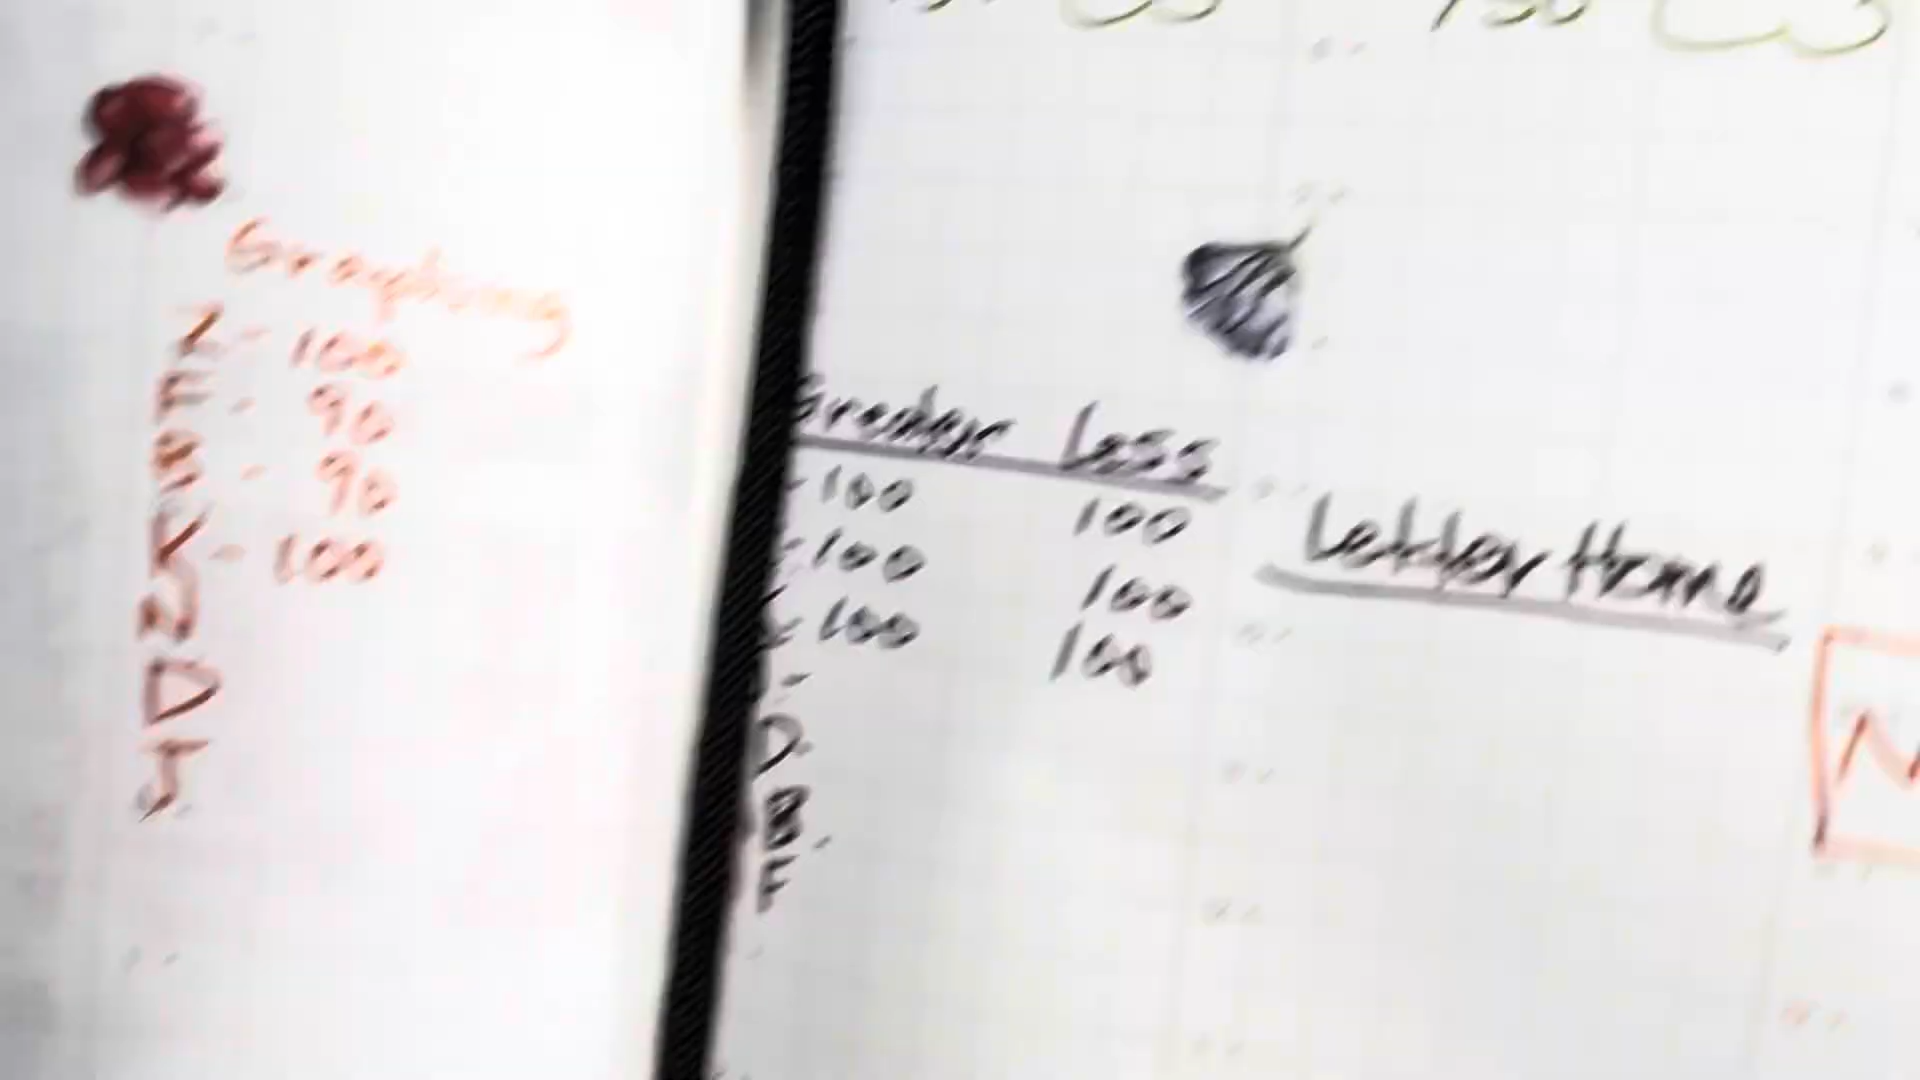 Graphing
- 100
F - 90
B - 90
K - 100
D
Greater Less
100 100
100 100
100 100
D
B
F
Letter Home